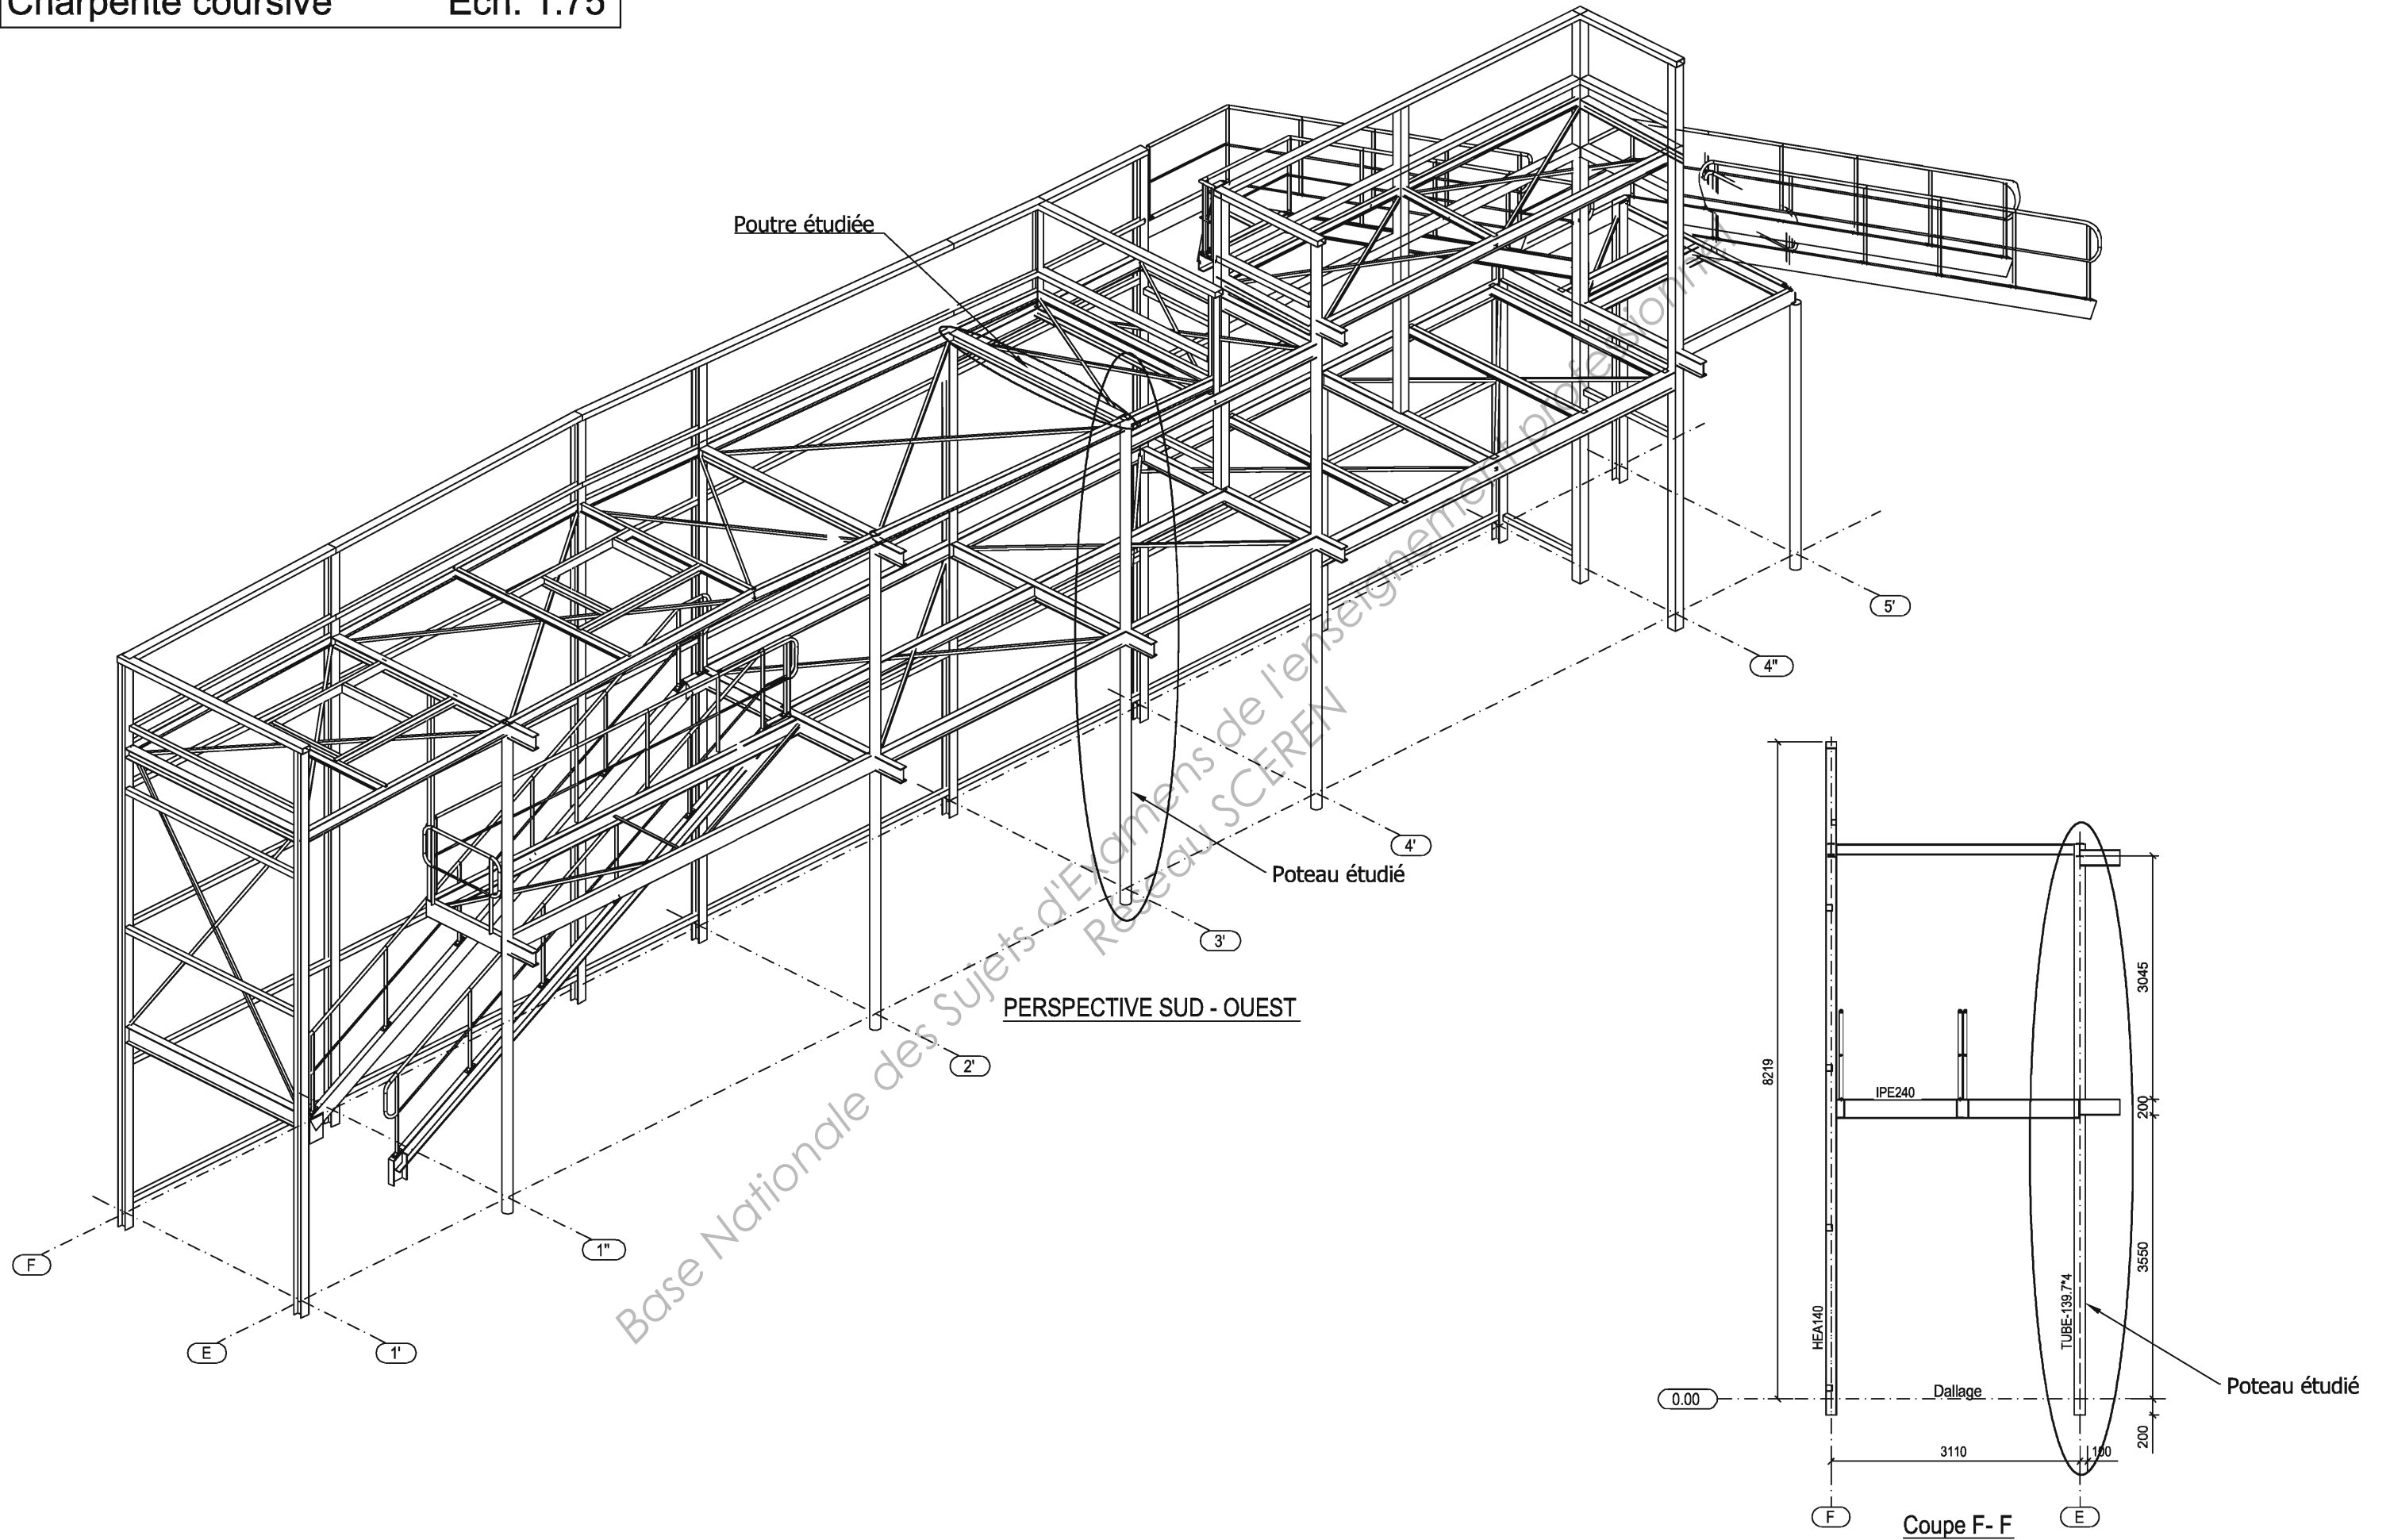 Charpente coursive Ech: 1:75
Poutre étudiée
5'
4"
4'
Poteau étudié
3'
PERSPECTIVE SUD - OUEST
2'
1"
F
E
1'
Base Nationale des Sujets d'Examens de l'enseignement professionnel
Réseau SCEREN
8219
3045
IPE240
200
3550
TUBE-139.7*4
HEA140
Poteau étudié
Dallage
0.00
200
3110
100
F
E
Coupe F- F